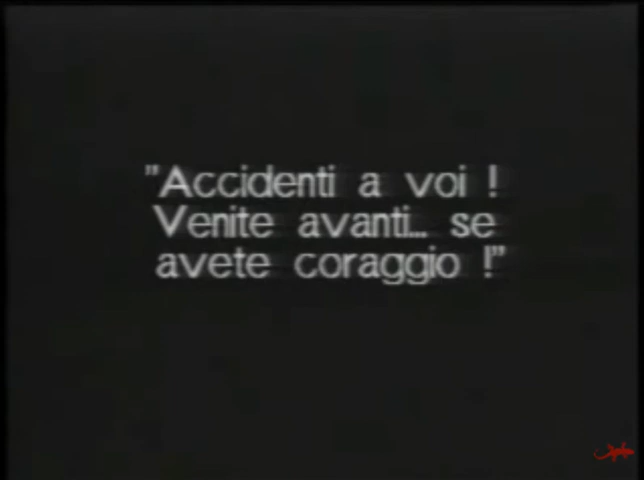 "Accidenti a voi !
Venite avanti... se
avete coraggio !"